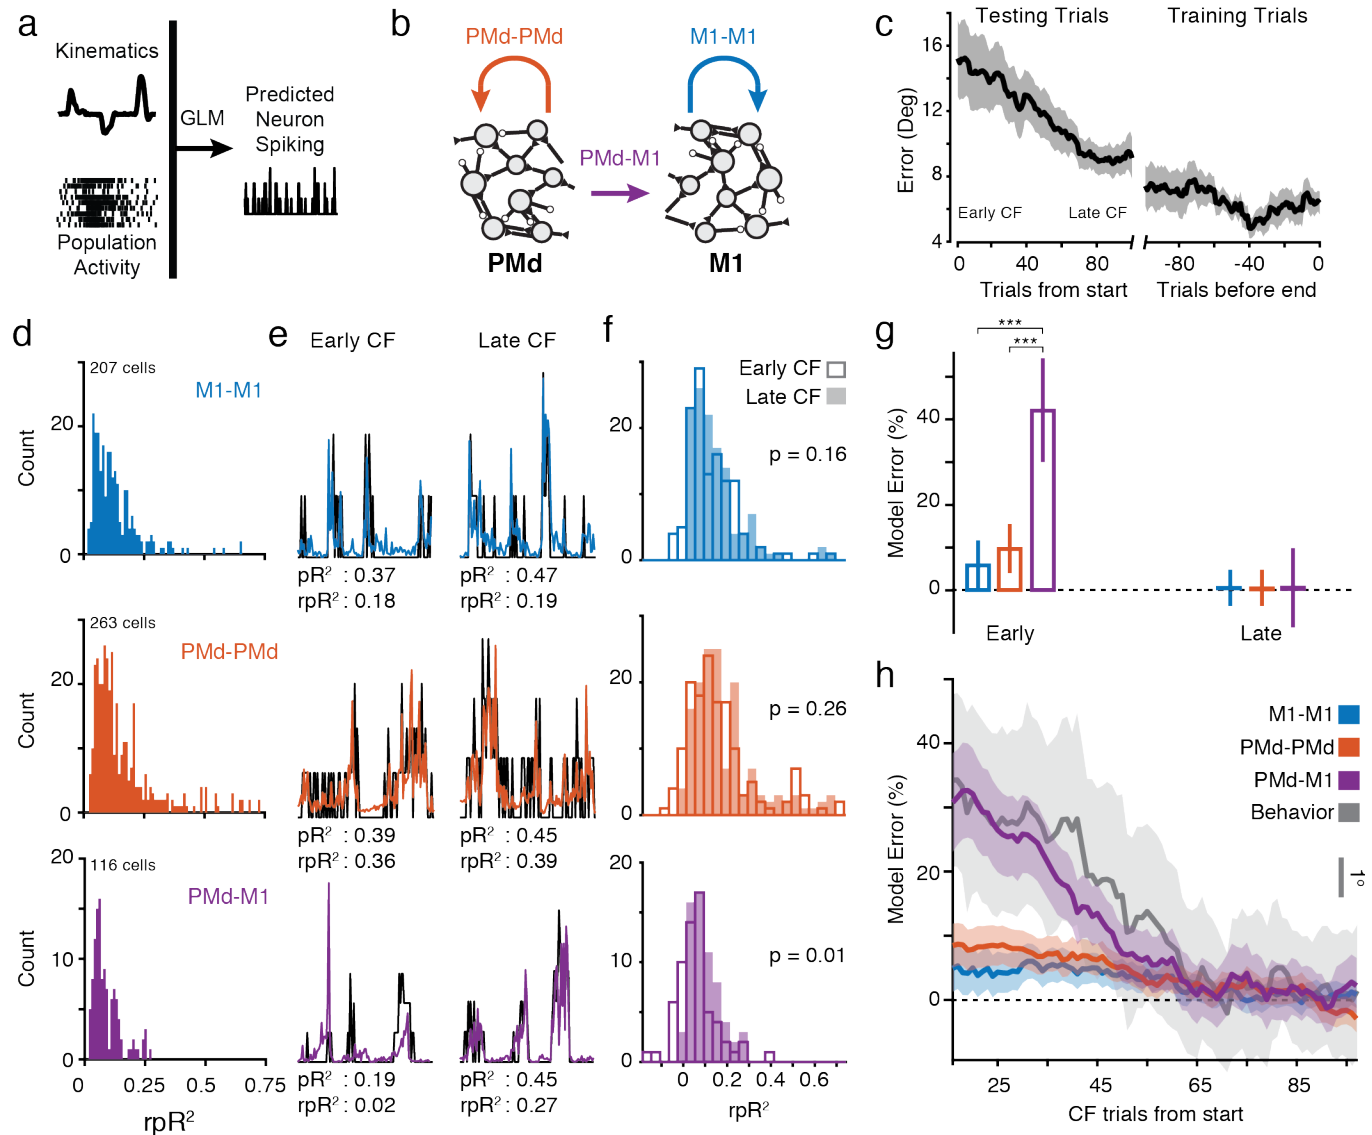 a
Kinematics
GLM
Predicted
Neuron
Spiking
Population
Activity
b
PMd-PMd
M1-M1
PMd-M1
PMd
M1
c
Testing Trials
Training Trials
Error (Deg)
16
12
8
4
Early CF
Late CF
0
40
80
-80
-40
0
Trials from start
Trials before end
d
207 cells
M1-M1
Count
20
0
263 cells
PMd-PMd
Count
20
0
116 cells
PMd-M1
Count
20
10
0
0
0.25
0.5
0.75
rpR²
e
Early CF
Late CF
pR² : 0.37
rpR² : 0.18
pR² : 0.47
rpR² : 0.19
pR² : 0.39
rpR² : 0.36
pR² : 0.45
rpR² : 0.39
pR² : 0.19
rpR² : 0.02
pR² : 0.45
rpR² : 0.27
f
Early CF
Late CF
20
0
p = 0.16
20
0
p = 0.26
20
10
0
p = 0.01
0
0.2
0.4
0.6
rpR²
g
***
***
Model Error (%)
40
20
0
Early
Late
h
M1-M1
PMd-PMd
PMd-M1
Behavior
1°
Model Error (%)
40
20
0
25
45
65
85
CF trials from start